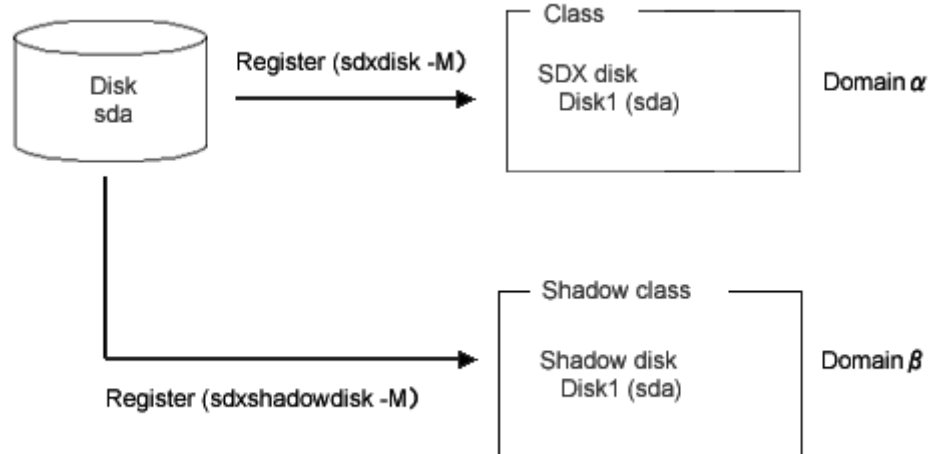 Class
Register (sdxdisk -M)
Disk
sda
SDX disk
Disk1 (sda)
Domain α
Shadow class
Shadow disk
Disk1 (sda)
Domain β
Register (sdxshadowdisk -M)